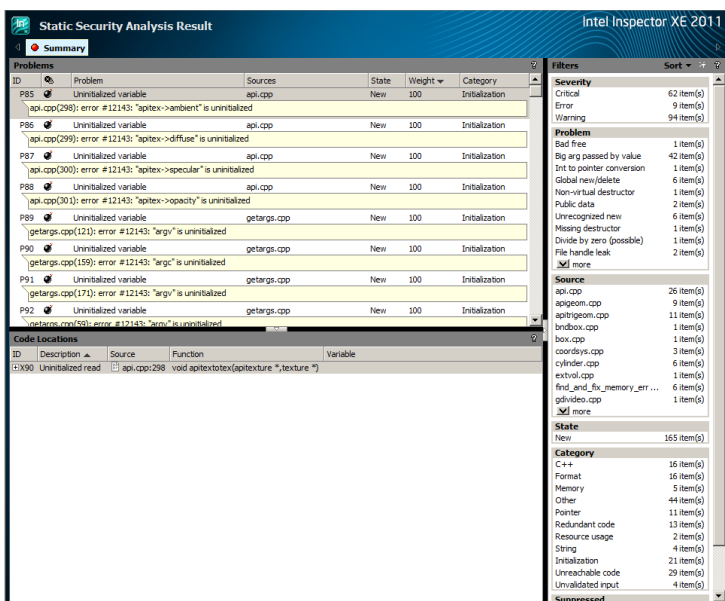 Static Security Analysis Result
Intel Inspector XE 2011
Summary
Problems ?
ID Problem Sources State Weight Category
P85 Uninitialized variable api.cpp New 100 Initialization
api.cpp(298): error #12143: "apitex->ambient" is uninitialized
P86 Uninitialized variable api.cpp New 100 Initialization
api.cpp(299): error #12143: "apitex->diffuse" is uninitialized
P87 Uninitialized variable api.cpp New 100 Initialization
api.cpp(300): error #12143: "apitex->specular" is uninitialized
P88 Uninitialized variable api.cpp New 100 Initialization
api.cpp(301): error #12143: "apitex->opacity" is uninitialized
P89 Uninitialized variable getargs.cpp New 100 Initialization
getargs.cpp(121): error #12143: "argv" is uninitialized
P90 Uninitialized variable getargs.cpp New 100 Initialization
getargs.cpp(159): error #12143: "argc" is uninitialized
P91 Uninitialized variable getargs.cpp New 100 Initialization
getargs.cpp(171): error #12143: "argv" is uninitialized
P92 Uninitialized variable getargs.cpp New 100 Initialization
getargs.cpp(59): error #12143: "argv" is uninitialized
Code Locations ?
ID Description Source Function Variable
X90 Uninitialized read api.cpp:298 void apitextotex(apitexture *,texture *)
Filters Sort ?
Severity
Critical 62 item(s)
Error 9 item(s)
Warning 94 item(s)
Problem
Bad free 1 item(s)
Big arg passed by value 42 item(s)
Int to pointer conversion 1 item(s)
Global new/delete 6 item(s)
Non-virtual destructor 1 item(s)
Public data 2 item(s)
Unrecognized new 6 item(s)
Missing destructor 1 item(s)
Divide by zero (possible) 1 item(s)
File handle leak 2 item(s)
more
Source
api.cpp 26 item(s)
apigeom.cpp 9 item(s)
apitrigeom.cpp 11 item(s)
bndbox.cpp 1 item(s)
box.cpp 1 item(s)
coordsys.cpp 3 item(s)
cylinder.cpp 6 item(s)
extvol.cpp 1 item(s)
find_and_fix_memory_err ... 6 item(s)
gdivideo.cpp 1 item(s)
more
State
New 165 item(s)
Category
C++ 16 item(s)
Format 16 item(s)
Memory 5 item(s)
Other 44 item(s)
Pointer 11 item(s)
Redundant code 13 item(s)
Resource usage 2 item(s)
String 4 item(s)
Initialization 21 item(s)
Unreachable code 29 item(s)
Unvalidated input 4 item(s)
Suppressed